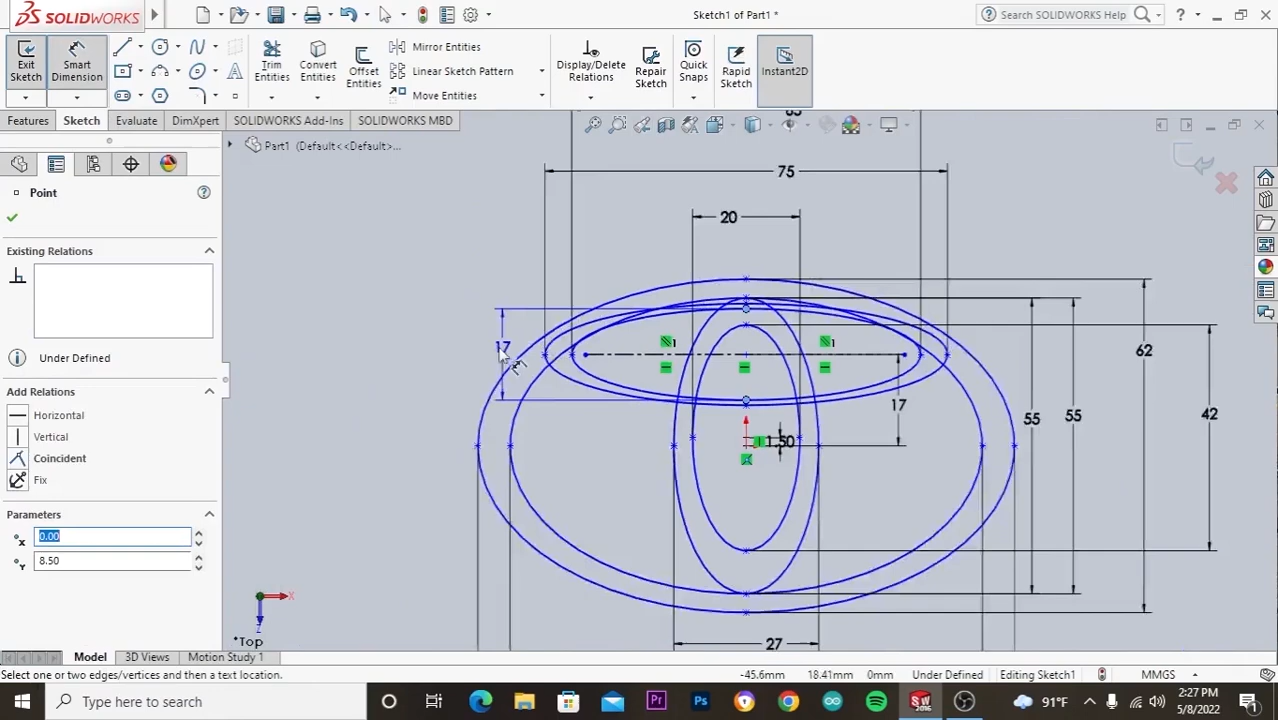 SOLIDWORKS
Sketch1 of Part1 *
Search SOLIDWORKS Help
Exit Sketch
Smart Dimension
Trim Entities
Convert Entities
Offset Entities
Mirror Entities
Linear Sketch Pattern
Move Entities
Display/Delete Relations
Repair Sketch
Quick Snaps
Rapid Sketch
Instant2D
Features
Sketch
Evaluate
DimXpert
SOLIDWORKS Add-Ins
SOLIDWORKS MBD
Part1 (Default<<Default>...
Point
Existing Relations
Under Defined
Add Relations
Horizontal
Vertical
Coincident
Fix
Parameters
0.00
8.50
75
20
17
1
1
62
17
55
55
42
1.50
27
X
Z
*Top
Model
3D Views
Motion Study 1
Select one or two edges/vertices and then a text location.
-45.6mm
18.41mm
0mm
Under Defined
Editing Sketch1
MMGS
Type here to search
91°F
2:27 PM
5/8/2022